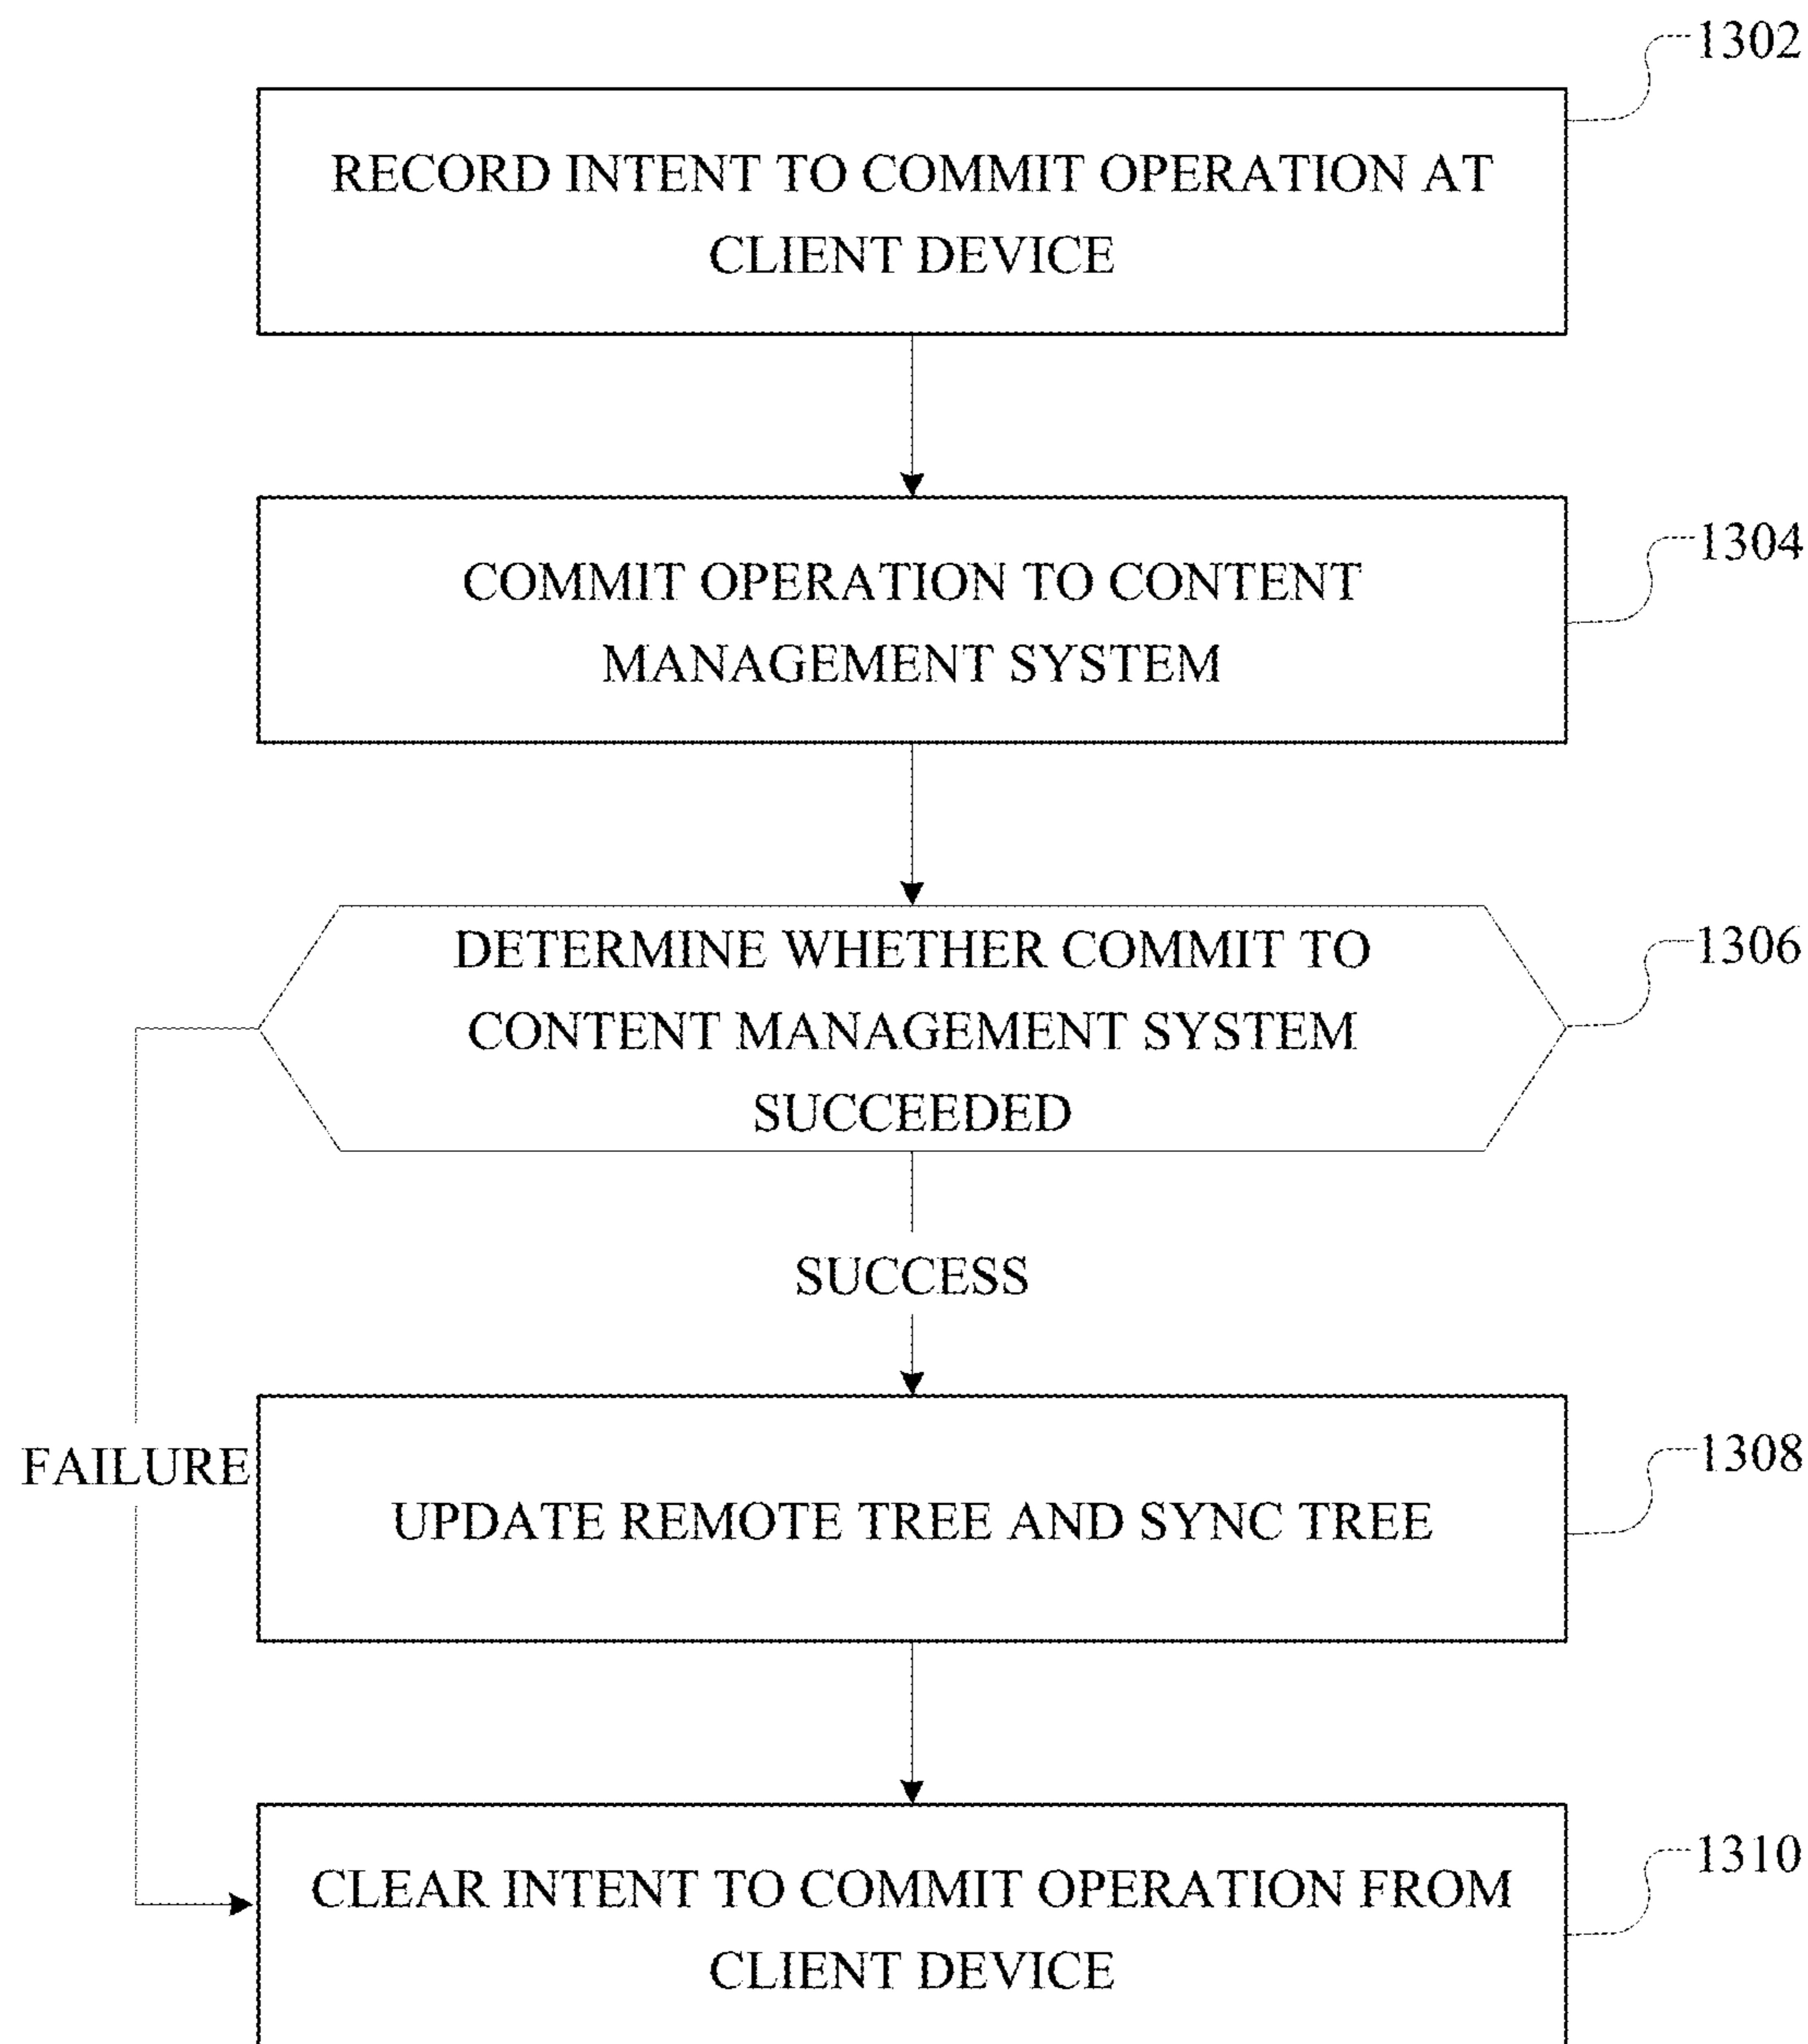 1302
RECORD INTENT TO COMMIT OPERATION AT
CLIENT DEVICE
1304
COMMIT OPERATION TO CONTENT
MANAGEMENT SYSTEM
1306
DETERMINE WHETHER COMMIT TO
CONTENT MANAGEMENT SYSTEM
SUCCEEDED
SUCCESS
FAILURE
1308
UPDATE REMOTE TREE AND SYNC TREE
1310
CLEAR INTENT TO COMMIT OPERATION FROM
CLIENT DEVICE